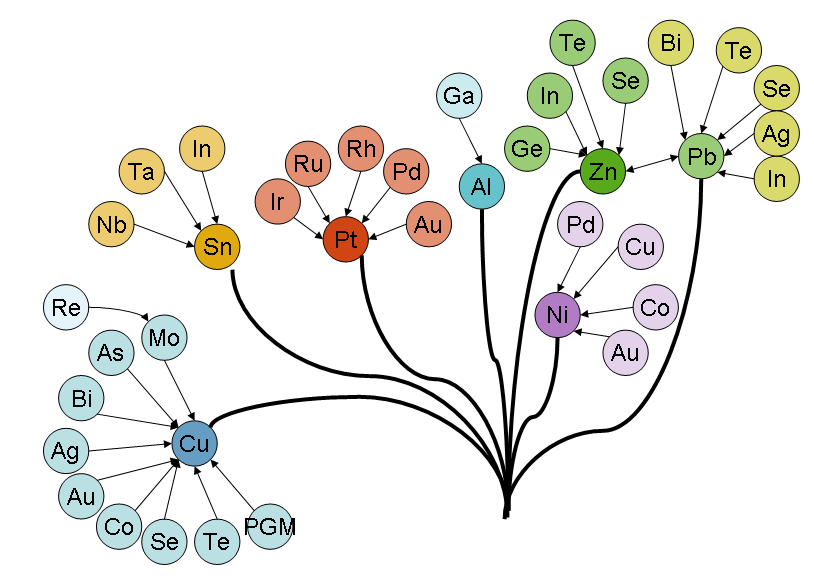 Te
Bi
Te
Se
Se
Ga
In
Ag
Ge
Zn
Pb
In
In
Rh
Ru
Pd
Ta
Ir
Al
Nb
Sn
Pt
Au
Pd
Cu
Re
Mo
Ni
Co
As
Au
Bi
Cu
Ag
Au
Co
Se
Te
PGM